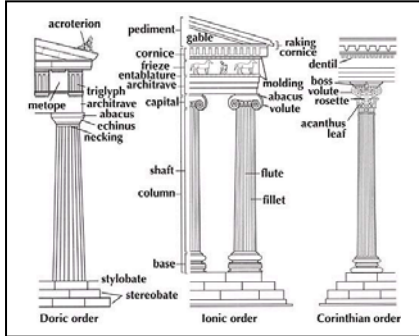 acroterion
metope
triglyph
architrave
abacus
echinus
necking
stylobate
stereobate
Doric order
pediment
gable
cornice
frieze
entablature
architrave
capital
shaft
column
base
raking
cornice
molding
abacus
volute
flute
fillet
Ionic order
dentil
boss
volute
rosette
acanthus
leaf
Corinthian order